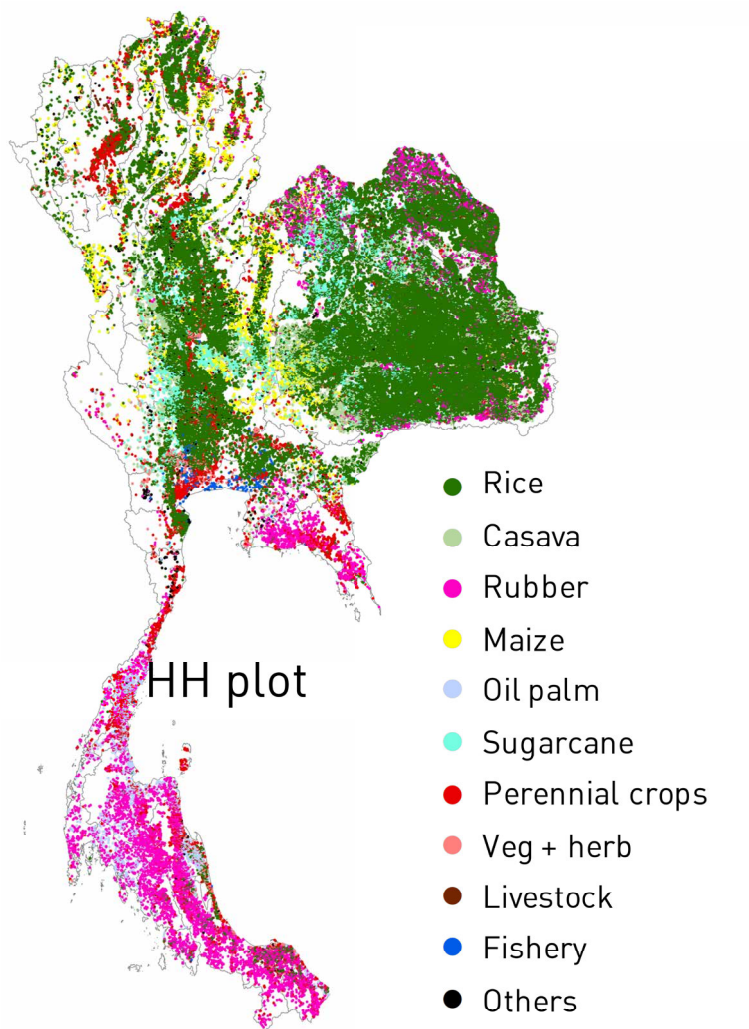 Rice
Casava
Rubber
Maize
HH plot
Oil palm
Sugarcane
Perennial crops
Veg + herb
Livestock
Fishery
Others